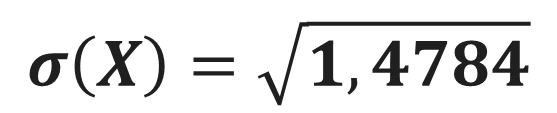 σ(X) = √1,4784